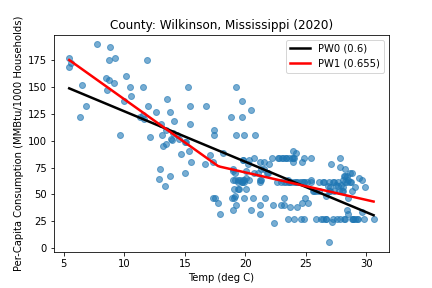 County: Wilkinson, Mississippi (2020)
PW0 (0.6)
PW1 (0.655)
Per-Capita Consumption (MMBtu/1000 Households)
175
150
125
100
75
50
25
0
5
10
15
20
25
30
Temp (deg C)